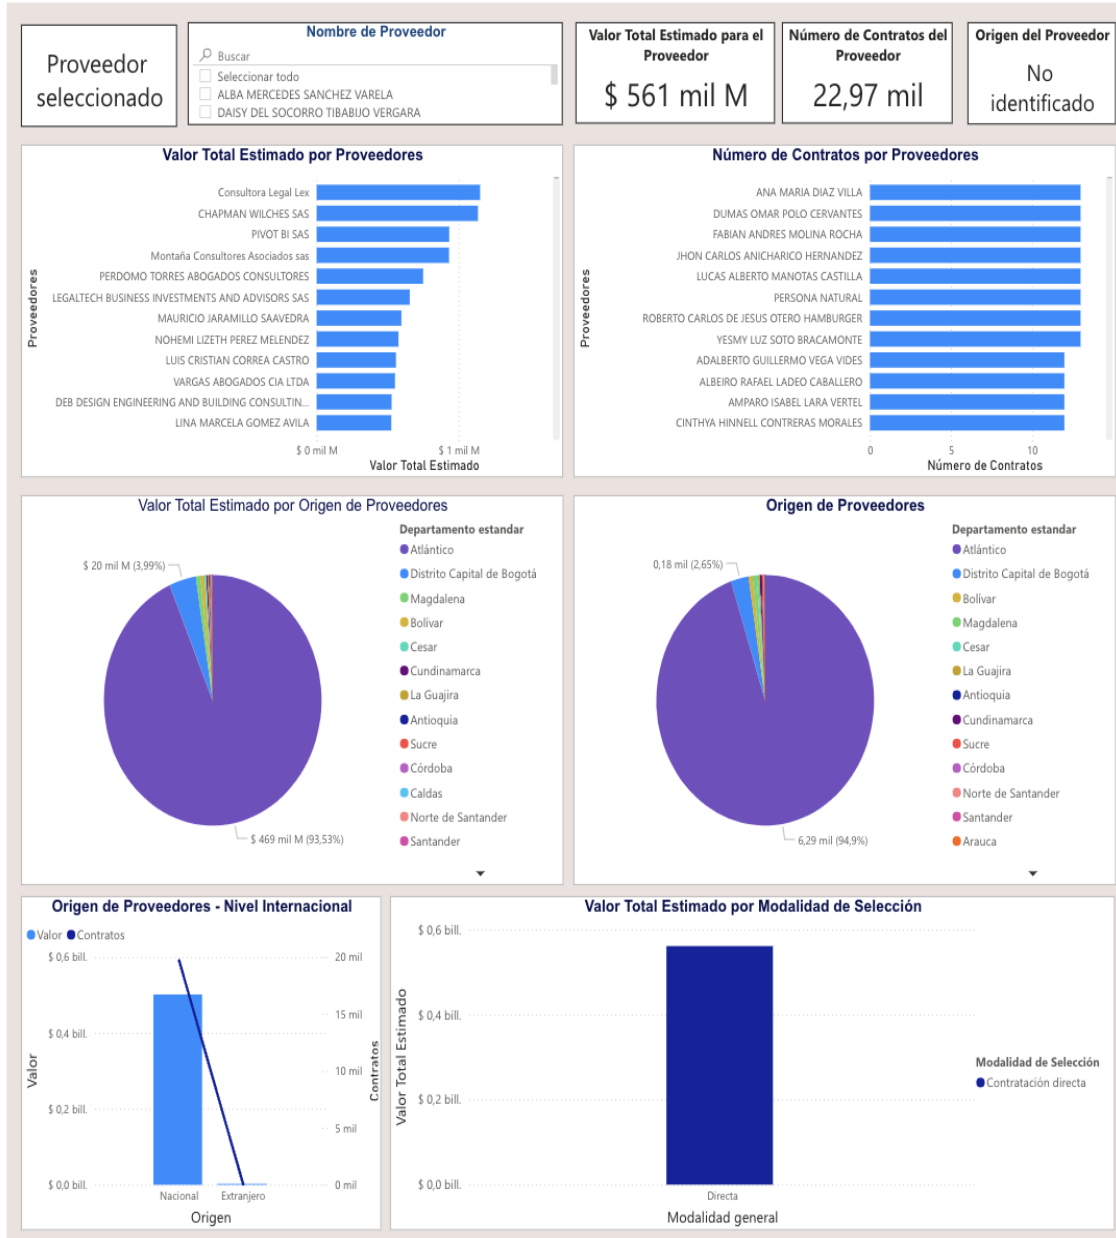 Proveedor
seleccionado
Nombre de Proveedor
Buscar
Seleccionar todo
ALBA MERCEDES SANCHEZ VARELA
DAISY DEL SOCORRO TIBABIJO VERGARA
Valor Total Estimado para el
Proveedor
$ 561 mil M
Número de Contratos del
Proveedor
22,97 mil
Origen del Proveedor
No
identificado
Valor Total Estimado por Proveedores
Proveedores
Consultora Legal Lex
CHAPMAN WILCHES SAS
PIVOT BI SAS
Montaña Consultores Asociados sas
PERDOMO TORRES ABOGADOS CONSULTORES
LEGALTECH BUSINESS INVESTMENTS AND ADVISORS SAS
MAURICIO JARAMILLO SAAVEDRA
NOHEMI LIZETH PEREZ MELENDEZ
LUIS CRISTIAN CORREA CASTRO
VARGAS ABOGADOS CIA LTDA
DEB DESIGN ENGINEERING AND BUILDING CONSULTIN...
LINA MARCELA GOMEZ AVILA
$ 0 mil M
$ 1 mil M
Valor Total Estimado
Número de Contratos por Proveedores
Proveedores
ANA MARIA DIAZ VILLA
DUMAS OMAR POLO CERVANTES
FABIAN ANDRES MOLINA ROCHA
JHON CARLOS ANICHARICO HERNANDEZ
LUCAS ALBERTO MANOTAS CASTILLA
PERSONA NATURAL
ROBERTO CARLOS DE JESUS OTERO HAMBURGER
YESMY LUZ SOTO BRACAMONTE
ADALBERTO GUILLERMO VEGA VIDES
ALBEIRO RAFAEL LADEO CABALLERO
AMPARO ISABEL LARA VERTEL
CINTHYA HINNELL CONTRERAS MORALES
0
5
10
Número de Contratos
Valor Total Estimado por Origen de Proveedores
$ 20 mil M (3,99%)
$ 469 mil M (93,53%)
Departamento estandar
Atlántico
Distrito Capital de Bogotá
Magdalena
Bolívar
Cesar
Cundinamarca
La Guajira
Antioquia
Sucre
Córdoba
Caldas
Norte de Santander
Santander
Origen de Proveedores
0,18 mil (2,65%)
6,29 mil (94,9%)
Departamento estandar
Atlántico
Distrito Capital de Bogotá
Bolívar
Magdalena
Cesar
La Guajira
Antioquia
Cundinamarca
Sucre
Córdoba
Norte de Santander
Santander
Arauca
Origen de Proveedores - Nivel Internacional
Valor Contratos
$ 0,6 bill.
$ 0,4 bill.
$ 0,2 bill.
$ 0,0 bill.
Valor
20 mil
15 mil
10 mil
5 mil
0 mil
Contratos
Nacional
Extranjero
Origen
Valor Total Estimado por Modalidad de Selección
Valor Total Estimado
$ 0,6 bill.
$ 0,4 bill.
$ 0,2 bill.
$ 0,0 bill.
Directa
Modalidad general
Modalidad de Selección
Contratación directa